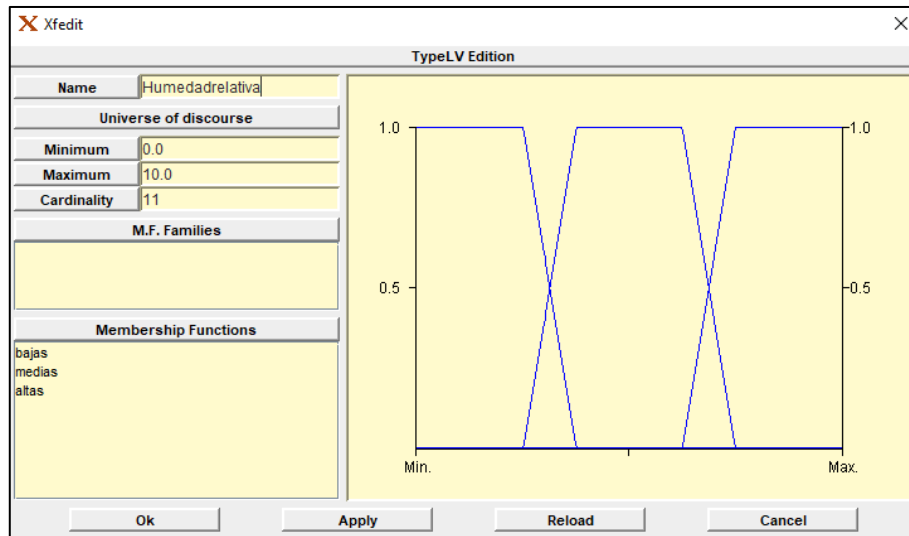 Xfedit
TypeLV Edition
Name Humedadrelativa
Universe of discourse
Minimum 0.0
Maximum 10.0
Cardinality 11
M.F. Families
Membership Functions
bajas
medias
altas
1.0 1.0
0.5 0.5
Min. Max.
Ok Apply Reload Cancel